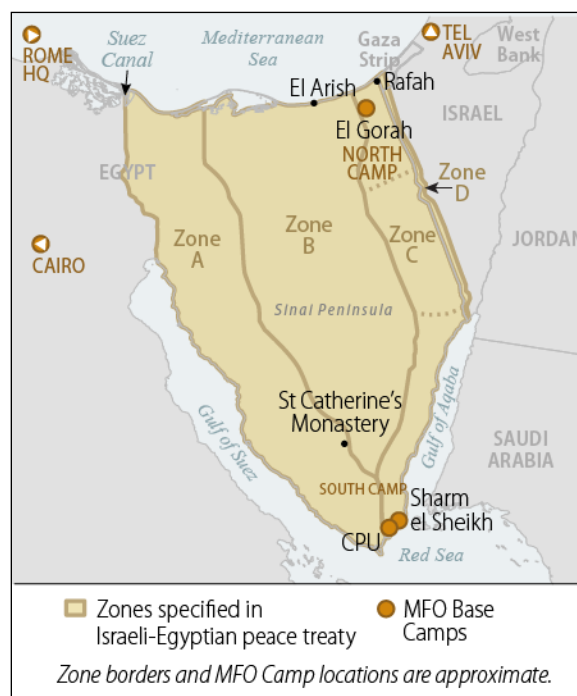 ROME
HQ
Suez
Canal
Mediterranean
Sea
Gaza
Strip
TEL
AVIV
West
Bank
El Arish
Rafah
El Gorah
NORTH
CAMP
ISRAEL
EGYPT
Zone
D
CAIRO
Zone
A
Zone
B
Zone
C
JORDAN
Sinai Peninsula
St Catherine's
Monastery
Gulf of Suez
Gulf of Aqaba
SAUDI
ARABIA
SOUTH CAMP
Sharm
el Sheikh
CPU
Red Sea
Zones specified in
Israeli-Egyptian peace treaty
MFO Base
Camps
Zone borders and MFO Camp locations are approximate.